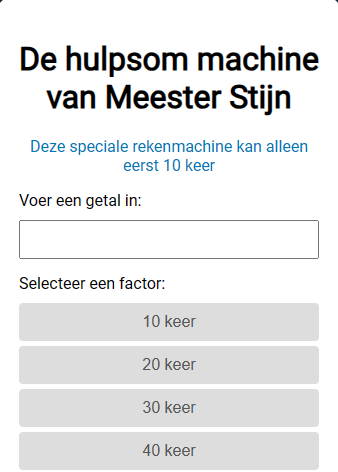 De hulpsom machine
van Meester Stijn
Deze speciale rekenmachine kan alleen
eerst 10 keer
Voer een getal in:
Selecteer een factor:
10 keer
20 keer
30 keer
40 keer